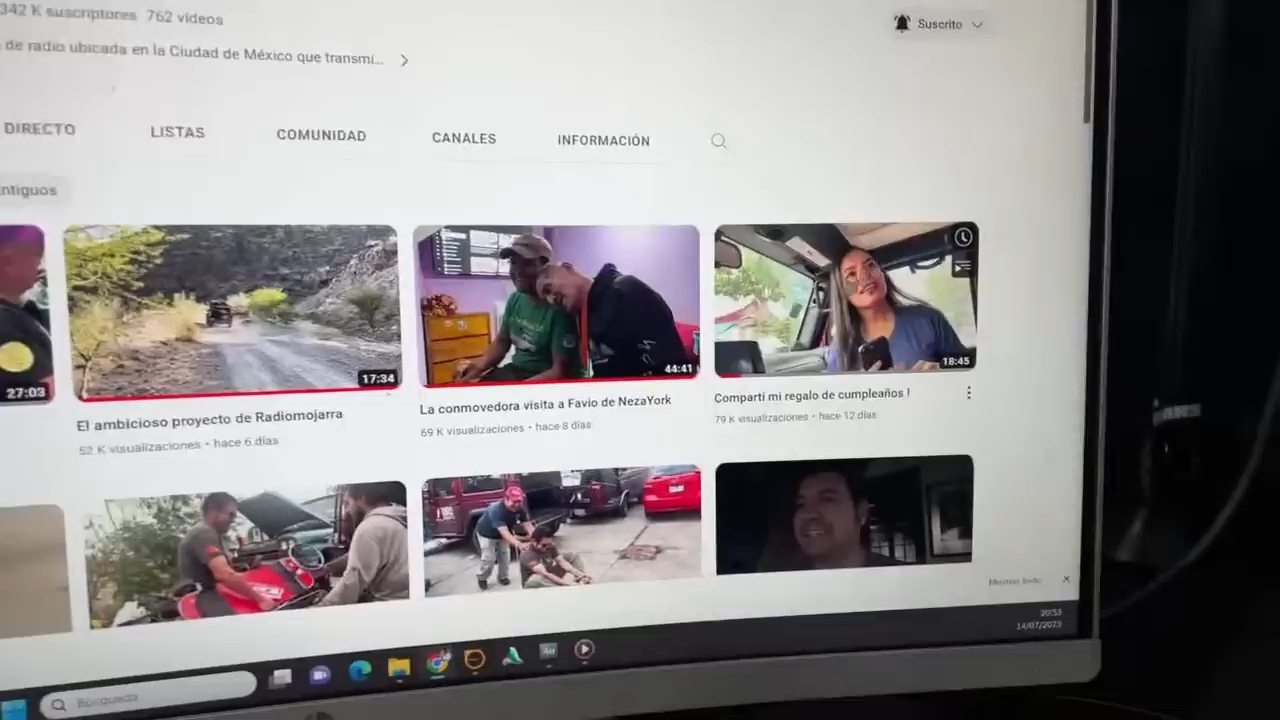 342 K suscriptores 762 videos
Suscrito
de radio ubicada en la Ciudad de México que transmi...
DIRECTO LISTAS COMUNIDAD CANALES INFORMACIÓN
ntiguos
27:03
17:34
44:41
18:45
El ambicioso proyecto de Radiomojarra
52 K visualizaciones • hace 6 días
La conmovedora visita a Favio de NezaYork
69 K visualizaciones • hace 8 días
Compartí mi regalo de cumpleaños !
79 K visualizaciones • hace 12 días
Mostrar todo
20:53
14/07/2023
Búsqueda
Au